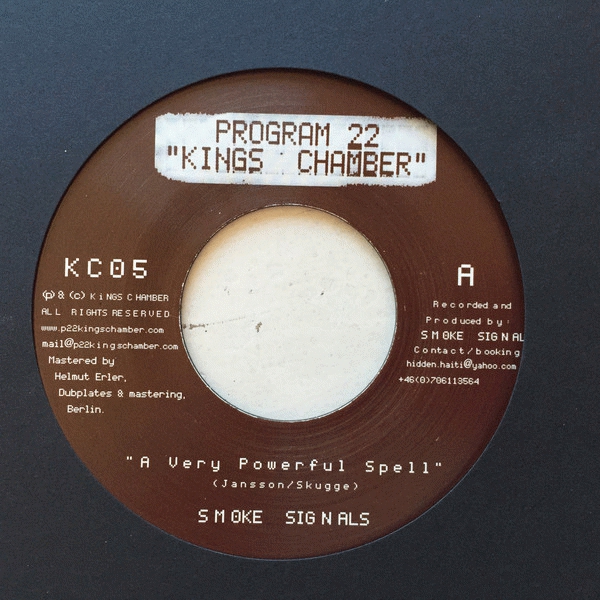 PROGRAM 22
"KINGS CHAMBER"
KC05
(p) & (c) KINGS CHAMBER
ALL RIGHTS RESERVED
www.p22kingschamber.com
mail@p22kingschamber.com
Mastered by
Helmut Erler,
Dubplates & mastering,
Berlin.
A
Recorded and
Produced by:
SMOKE SIGNAL
Contact/booking
hidden.haiti@yahoo.com
+46(0)706113564
"A Very Powerful Spell"
(Jansson/Skugge)
SMOKE SIGNALS